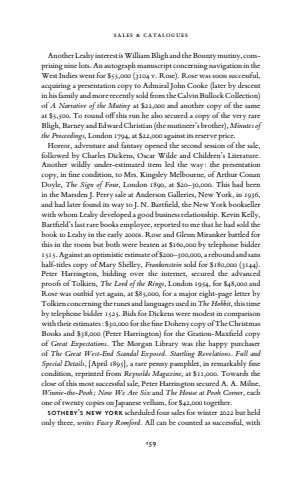 SALES & CATALOGUES
Another Leahy interest is William Bligh and the Bounty mutiny, com-
prising nine lots. An autograph manuscript concerning navigation in the
West Indies went for $55,000 (3104 v. Rose). Rose was soon successful,
acquiring a presentation copy to Admiral John Cooke (later by descent
in his family and more recently sold from the Calvin Bullock Collection)
of A Narrative of the Mutiny at $22,000 and another copy of the same
at $5,500. To round off this run he also secured a copy of the very rare
Bligh, Barney and Edward Christian (the mutineer's brother), Minutes of
the Proceedings, London 1794, at $22,000 against its reserve price.
Horror, adventure and fantasy opened the second session of the sale,
followed by Charles Dickens, Oscar Wilde and Children's Literature.
Another wildly under-estimated item led the way: the presentation
copy, in fine condition, to Mrs. Kingsley Melbourne, of Arthur Conan
Doyle, The Sign of Four, London 1890, at $20–30,000. This had been
in the Marsden J. Perry sale at Anderson Galleries, New York, in 1936,
and had later found its way to J. N. Bartfield, the New York bookseller
with whom Leahy developed a good business relationship. Kevin Kelly,
Bartfield's last rare books employee, reported to me that he had sold the
book to Leahy in the early 2000s. Rose and Glenn Miranker battled for
this in the room but both were beaten at $160,000 by telephone bidder
1515. Against an optimistic estimate of $200–300,000, a rebound and sans
half-titles copy of Mary Shelley, Frankenstein sold for $180,000 (3144).
Peter Harrington, bidding over the internet, secured the advanced
proofs of Tolkien, The Lord of the Rings, London 1954, for $48,000 and
Rose was outbid yet again, at $85,000, for a major eight-page letter by
Tolkien concerning the runes and languages used in The Hobbit, this time
by telephone bidder 1525. Bids for Dickens were modest in comparison
with their estimates: $30,000 for the fine Doheny copy of The Christmas
Books and $38,000 (Peter Harrington) for the Gration-Maxfield copy
of Great Expectations. The Morgan Library was the happy purchaser
of The Great West-End Scandal Exposed. Startling Revelations. Full and
Special Details, [April 1895], a rare penny pamphlet, in remarkably fine
condition, reprinted from Reynolds Magazine, at $11,000. Towards the
close of this most successful sale, Peter Harrington secured A. A. Milne,
Winnie-the-Pooh; Now We Are Six and The House at Pooh Corner, each
one of twenty copies on Japanese vellum, for $42,000 together.
SOTHEBY'S NEW YORK scheduled four sales for winter 2022 but held
only three, writes Facey Romford. All can be counted as successful, with
159